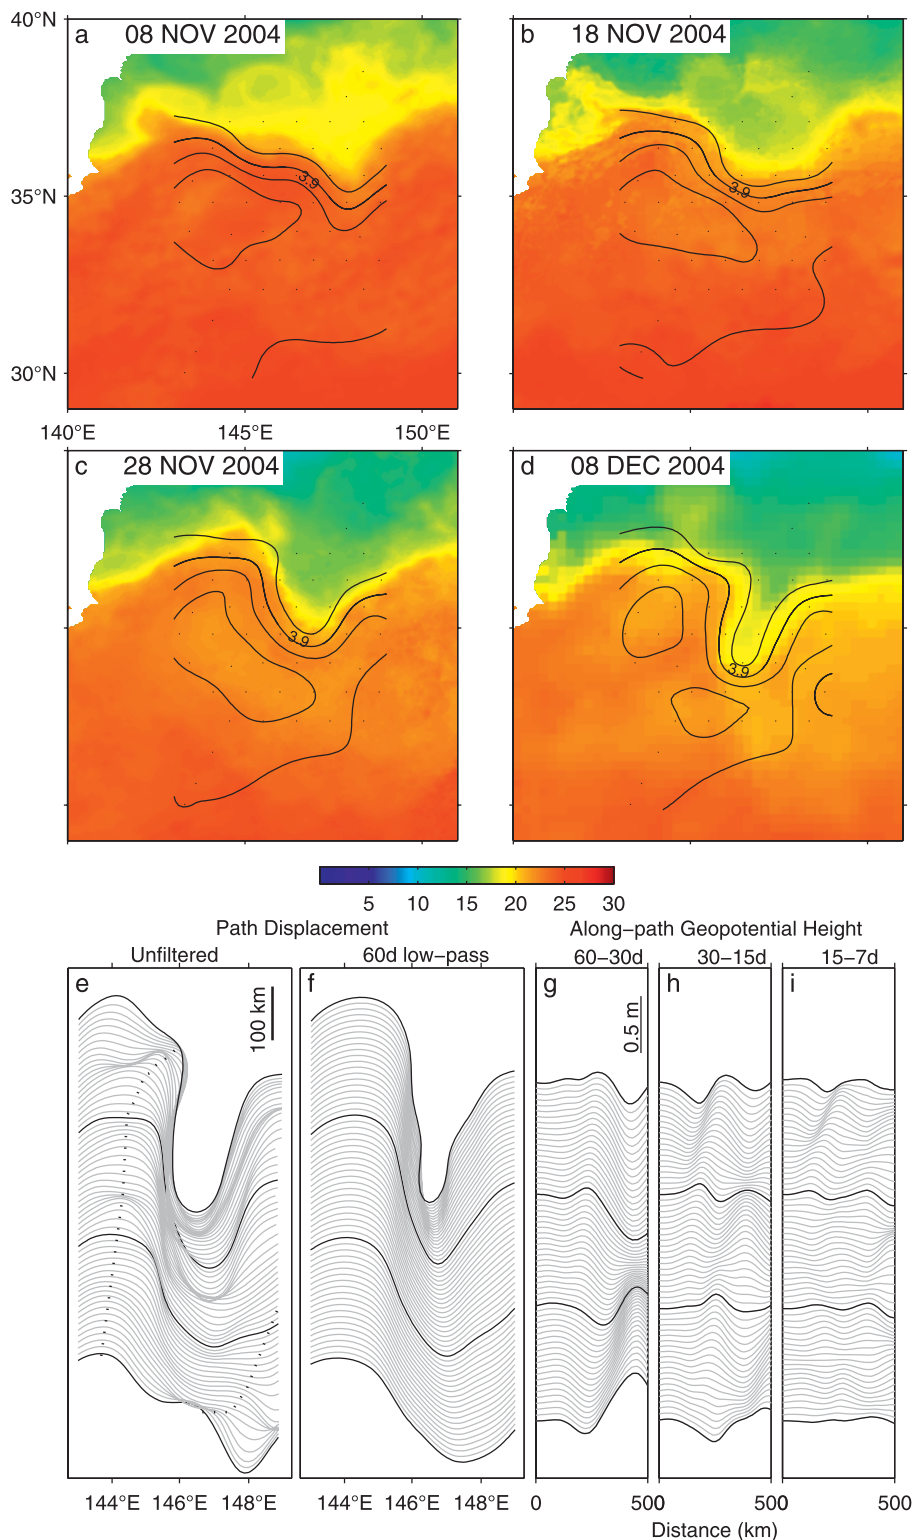 40°N
a 08 NOV 2004
b 18 NOV 2004
3.9
3.9
35°N
30°N
140°E 145°E 150°E
c 28 NOV 2004
d 08 DEC 2004
3.9
3.9
5 10 15 20 25 30
Path Displacement
Along−path Geopotential Height
Unfiltered
60d low−pass
60−30d
30−15d
15−7d
e
f
g
h
i
100 km
0.5 m
144°E 146°E 148°E
144°E 146°E 148°E
0 500
0 500
0 500
Distance (km)